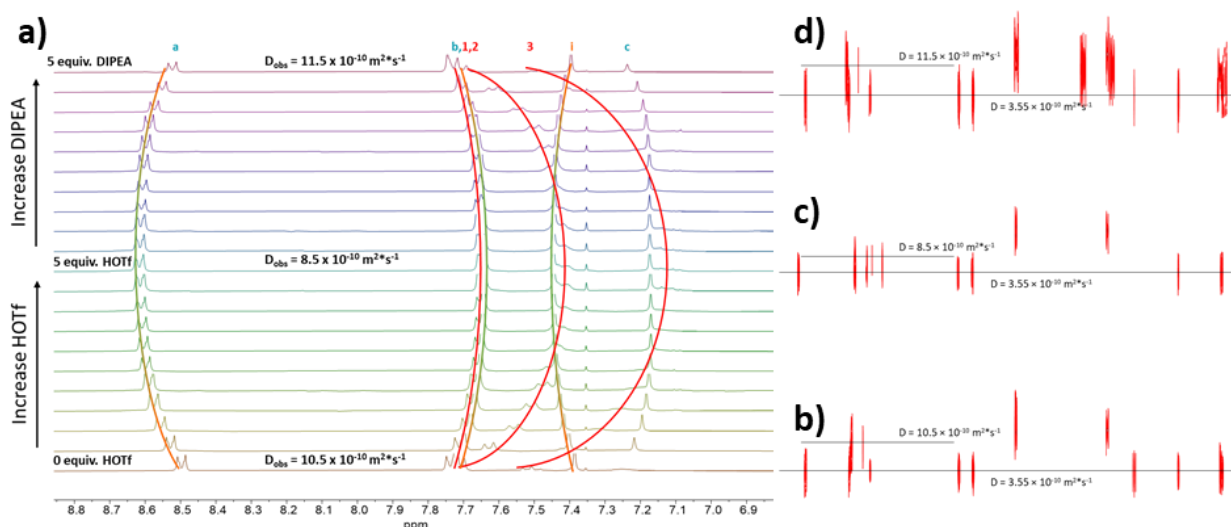 a)
a
b,1,2
3
i
c
5 equiv. DIPEA
D_obs = 11.5 x 10⁻¹⁰ m²*s⁻¹
Increase DIPEA
5 equiv. HOTf
D_obs = 8.5 x 10⁻¹⁰ m²*s⁻¹
Increase HOTf
0 equiv. HOTf
D_obs = 10.5 x 10⁻¹⁰ m²*s⁻¹
8.8 8.6 8.5 8.4 8.3 8.2 8.1 8.0 7.9 7.8 7.7 7.6 7.5 7.4 7.3 7.2 7.1 7.0 6.9
ppm
d)
D = 11.5 × 10⁻¹⁰ m²*s⁻¹
D = 3.55 × 10⁻¹⁰ m²*s⁻¹
c)
D = 8.5 × 10⁻¹⁰ m²*s⁻¹
D = 3.55 × 10⁻¹⁰ m²*s⁻¹
b)
D = 10.5 × 10⁻¹⁰ m²*s⁻¹
D = 3.55 × 10⁻¹⁰ m²*s⁻¹